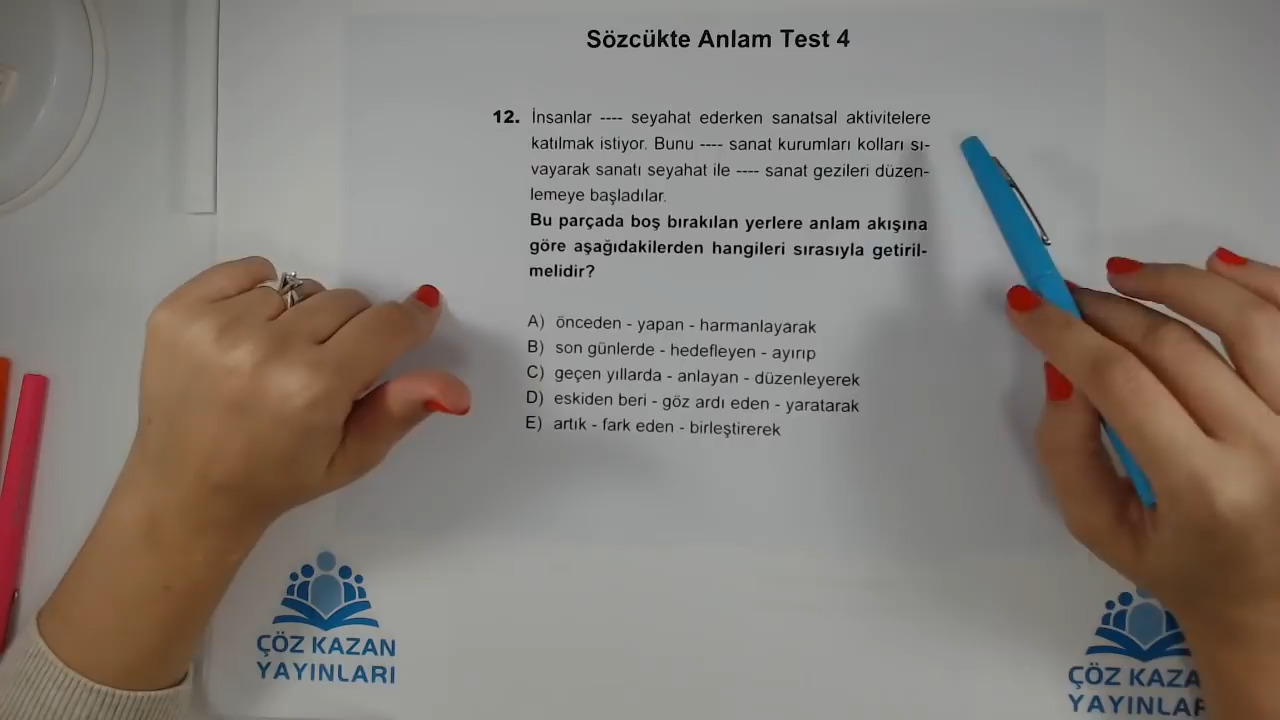 Sözcükte Anlam Test 4
12. İnsanlar ---- seyahat ederken sanatsal aktivitelere
katılmak istiyor. Bunu ---- sanat kurumları kolları sı-
vayarak sanatı seyahat ile ---- sanat gezileri düzen-
lemeye başladılar.
Bu parçada boş bırakılan yerlere anlam akışına
göre aşağıdakilerden hangileri sırasıyla getiril-
melidir?
A) önceden - yapan - harmanlayarak
B) son günlerde - hedefleyen - ayırıp
C) geçen yıllarda - anlayan - düzenleyerek
D) eskiden beri - göz ardı eden - yaratarak
E) artık - fark eden - birleştirerek
ÇÖZ KAZAN
YAYINLARI
ÇÖZ KAZA
YAYINLAR